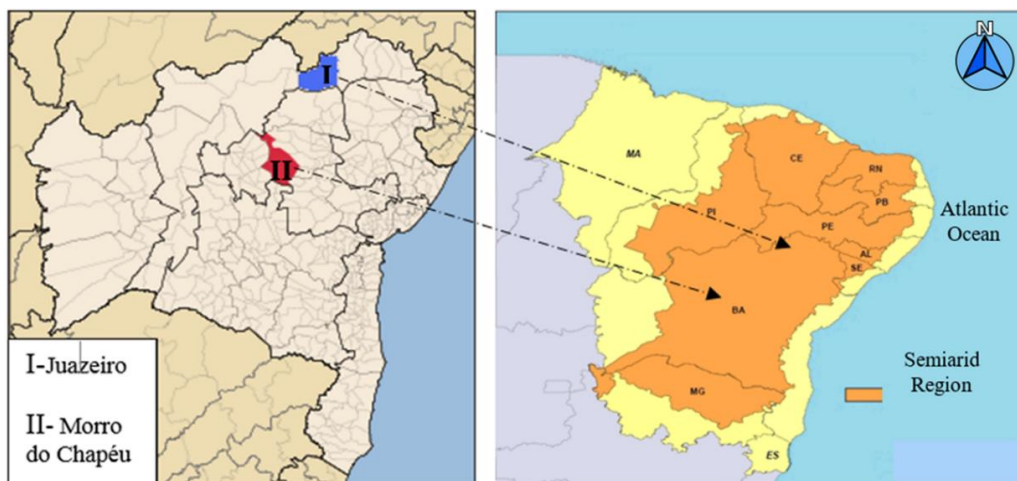 I
II
I-Juazeiro
II- Morro
do Chapéu
N
MA
CE
RN
PB
PI
PE
AL
SE
BA
MG
ES
Atlantic
Ocean
Semiarid
Region